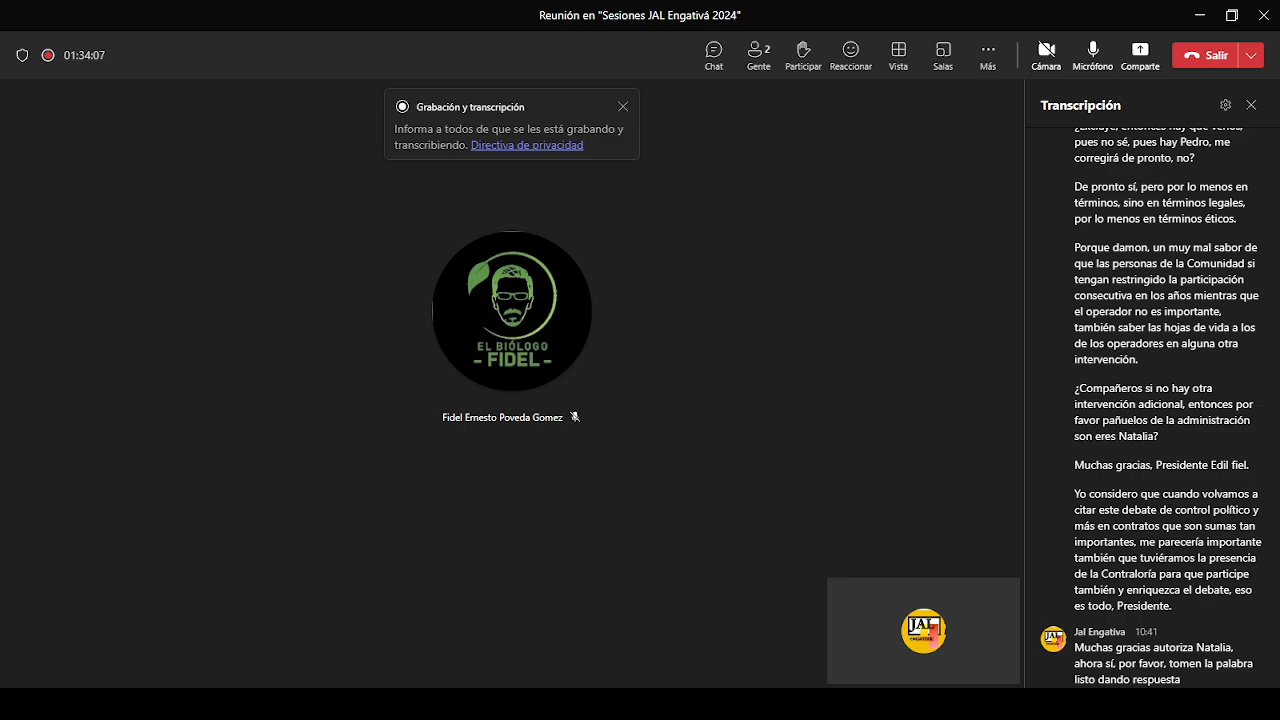 Reunión en "Sesiones JAL Engativá 2024"
01:34:07
Chat
2
Gente
Participar
Reaccionar
Vista
Salas
Más
Cámara
Micrófono
Comparte
Salir
Grabación y transcripción
Informa a todos de que se les está grabando y
transcribiendo. Directiva de privacidad
EL BIÓLOGO
- FIDEL -
Fidel Ernesto Poveda Gomez
JAL
Transcripción
¿Excluye, entonces hay que verlos,
pues no sé, pues hay Pedro, me
corregirá de pronto, no?
De pronto sí, pero por lo menos en
términos, sino en términos legales,
por lo menos en términos éticos.
Porque damon, un muy mal sabor de
que las personas de la Comunidad si
tengan restringido la participación
consecutiva en los años mientras que
el operador no es importante,
también saber las hojas de vida a los
de los operadores en alguna otra
intervención.
¿Compañeros si no hay otra
intervención adicional, entonces por
favor pañuelos de la administración
son eres Natalia?
Muchas gracias, Presidente Edil fiel.
Yo considero que cuando volvamos a
citar este debate de control político y
más en contratos que son sumas tan
importantes, me parecería importante
también que tuviéramos la presencia
de la Contraloría para que participe
también y enriquezca el debate, eso
es todo, Presidente.
Jal Engativa 10:41
Muchas gracias autoriza Natalia,
ahora sí, por favor, tomen la palabra
listo dando respuesta